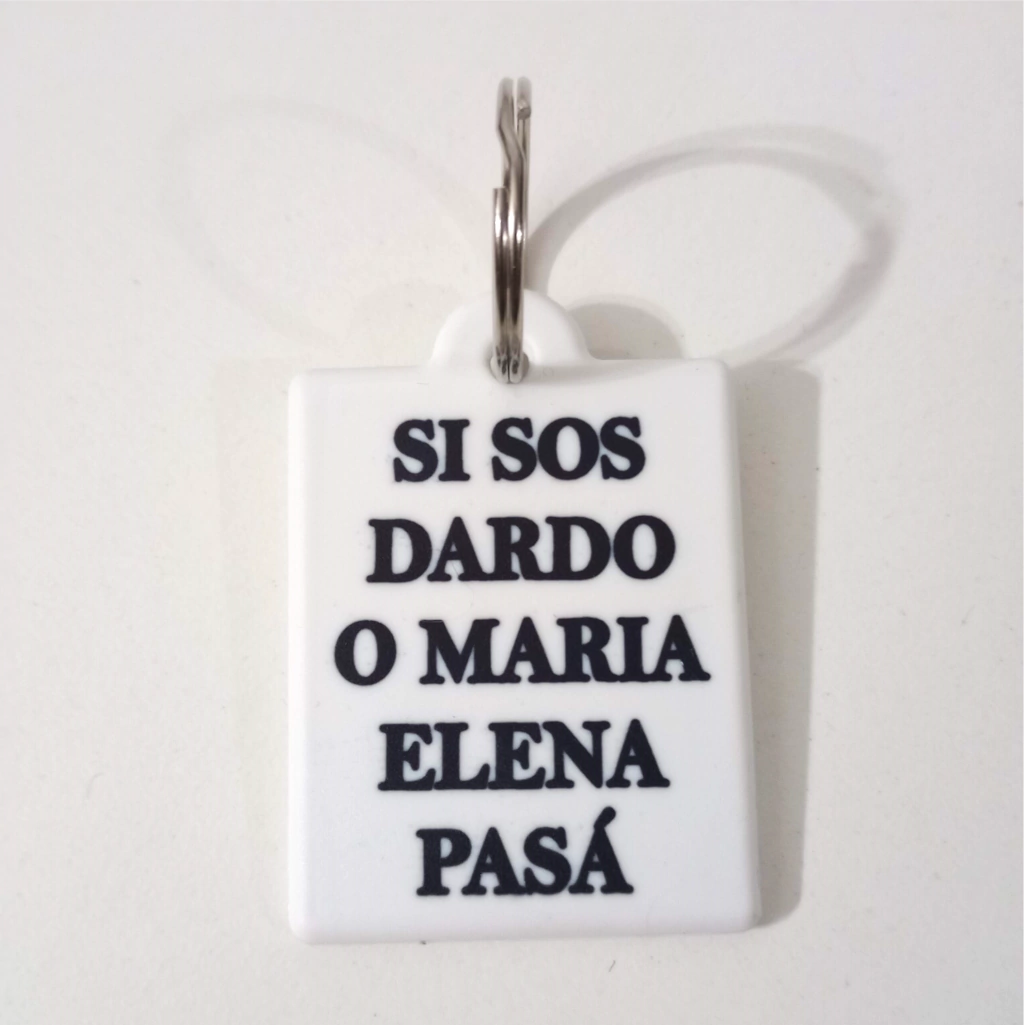 SI SOS
DARDO
O MARIA
ELENA
PASÁ